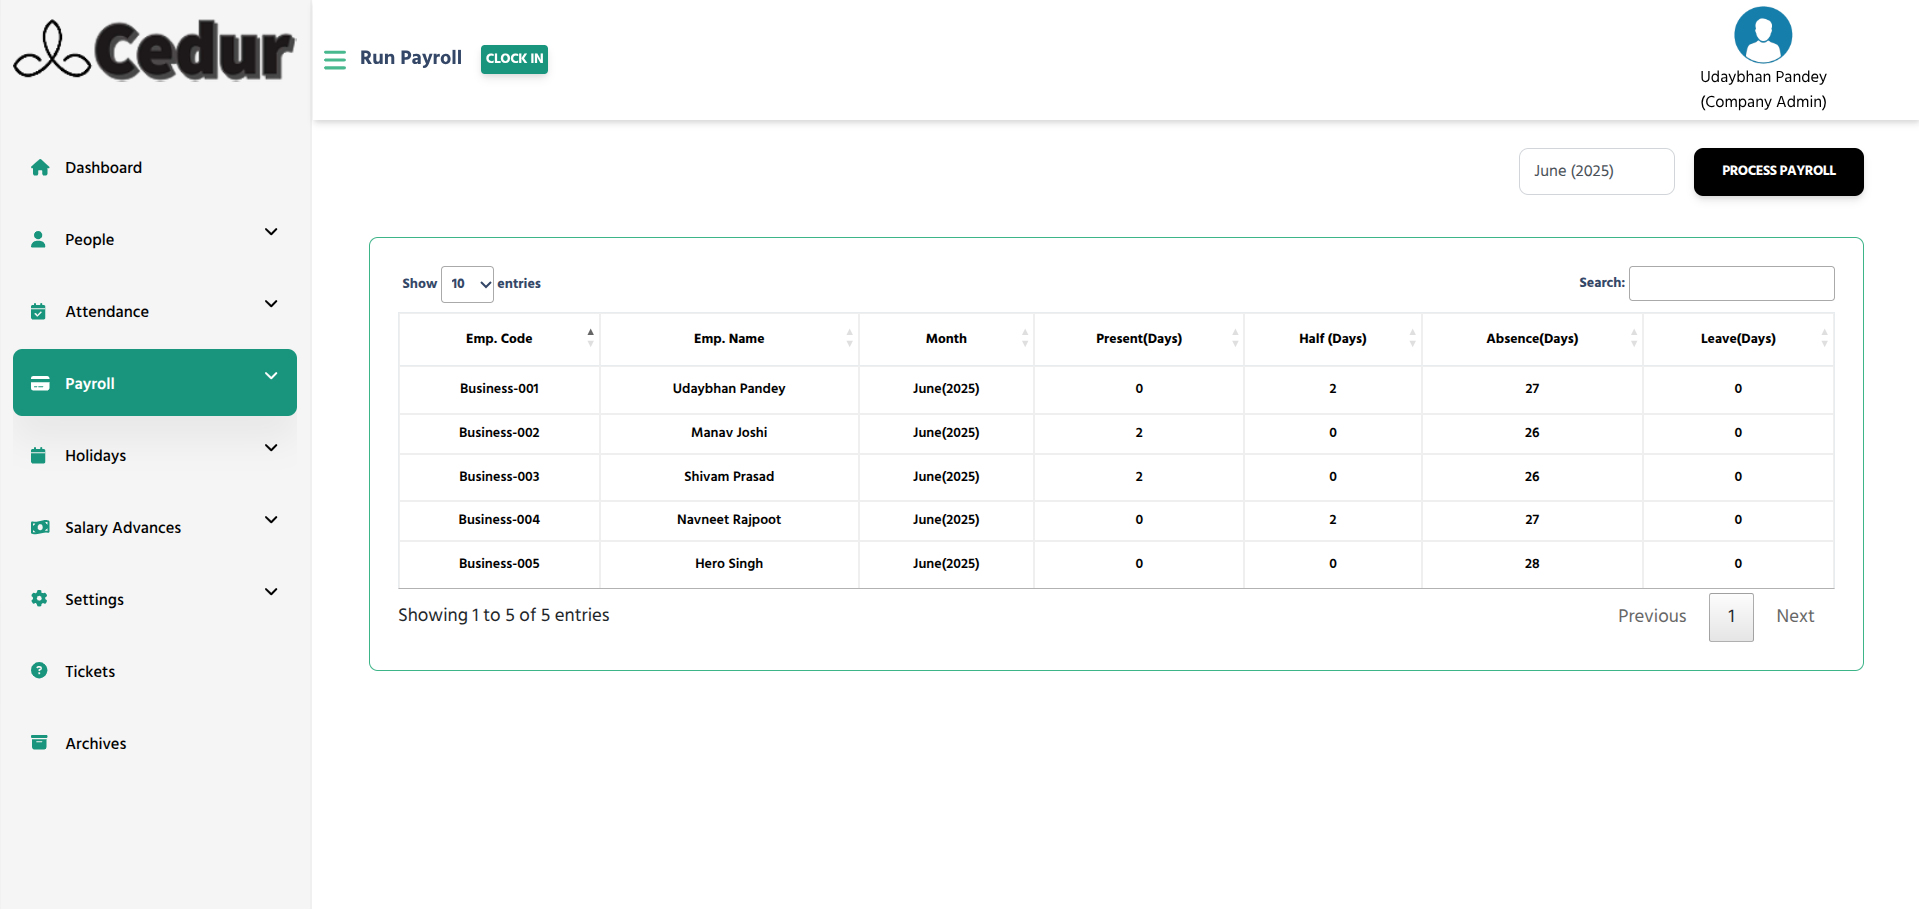 Cedur
Run Payroll
CLOCK IN
Udaybhan Pandey
(Company Admin)
Dashboard
People
Attendance
Payroll
Holidays
Salary Advances
Settings
Tickets
Archives
June (2025)
PROCESS PAYROLL
Show 10 entries
Search:
Emp. Code Emp. Name Month Present(Days) Half (Days) Absence(Days) Leave(Days)
Business-001 Udaybhan Pandey June(2025) 0 2 27 0
Business-002 Manav Joshi June(2025) 2 0 26 0
Business-003 Shivam Prasad June(2025) 2 0 26 0
Business-004 Navneet Rajpoot June(2025) 0 2 27 0
Business-005 Hero Singh June(2025) 0 0 28 0
Showing 1 to 5 of 5 entries
Previous 1 Next